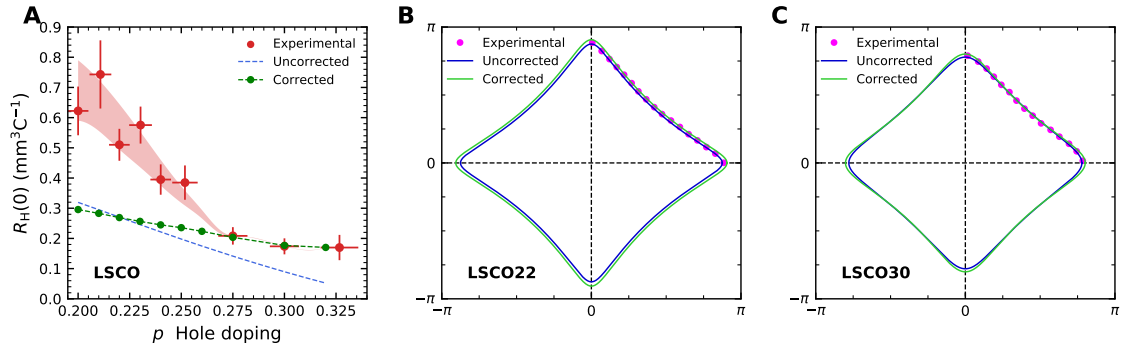 A
R_H(0) (mm³C⁻¹)
0.9
0.8
0.7
0.6
0.5
0.4
0.3
0.2
0.1
0.0
Experimental
Uncorrected
Corrected
LSCO
0.200 0.225 0.250 0.275 0.300 0.325
p Hole doping
B
π
0
−π
Experimental
Uncorrected
Corrected
LSCO22
−π 0 π
C
π
0
−π
Experimental
Uncorrected
Corrected
LSCO30
−π 0 π